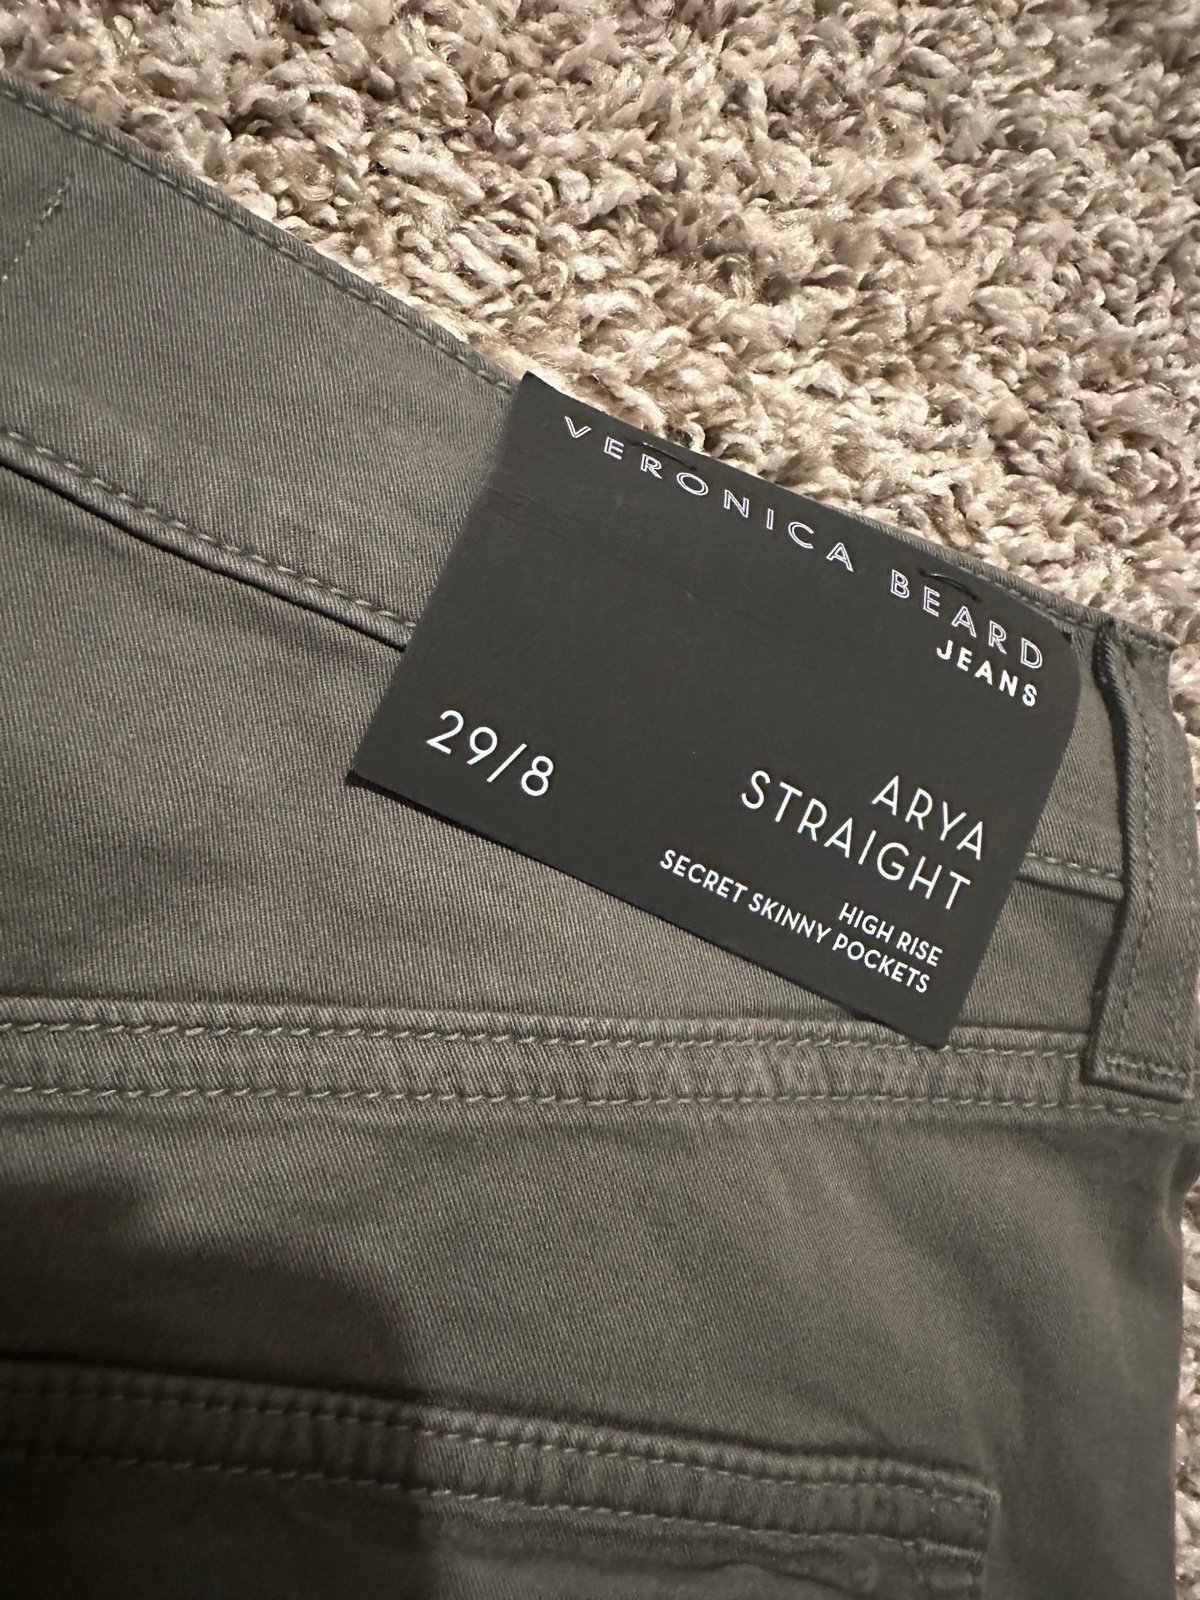 VERONICA BEARD
JEANS
29/8
ARYA
STRAIGHT
HIGH RISE
SECRET SKINNY POCKETS